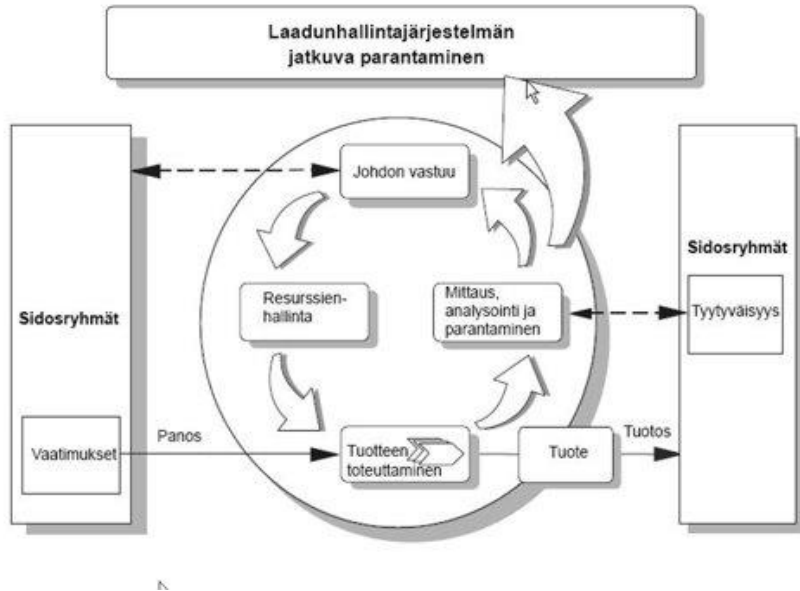 Laadunhallintajärjestelmän
jatkuva parantaminen
Johdon vastuu
Sidosryhmät
Sidosryhmät
Resurssien-
hallinta
Mittaus,
analysointi ja
parantaminen
Tyytyväisyys
Vaatimukset
Panos
Tuotteen
toteuttaminen
Tuote
Tuotos